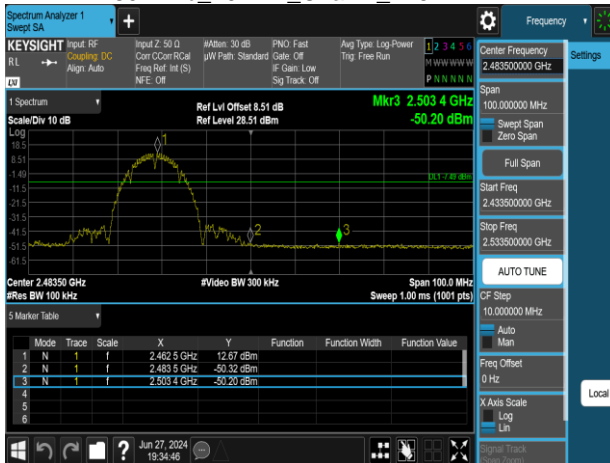 Spectrum Analyzer 1
Swept SA
+
Frequency
KEYSIGHT
RL
Input: RF
Coupling: DC
Align: Auto
Input Z: 50 Ω
Corr CCorr RCal
Freq Ref: Int (S)
NFE: Off
#Atten: 30 dB
µW Path: Standard
PNO: Fast
Gate: Off
IF Gain: Low
Sig Track: Off
Avg Type: Log-Power
Trig: Free Run
1 2 3 4 5 6
M W W W W W
P N N N N N
Center Frequency
2.483500000 GHz
Settings
Span
100.000000 MHz
Swept Span
Zero Span
Full Span
Start Freq
2.433500000 GHz
Stop Freq
2.533500000 GHz
AUTO TUNE
CF Step
10.000000 MHz
Auto
Man
Freq Offset
0 Hz
X Axis Scale
Log
Lin
Signal Track
(Span Zoom)
Local
1 Spectrum
Scale/Div 10 dB
Ref Lvl Offset 8.51 dB
Ref Level 28.51 dBm
Mkr3 2.503 4 GHz
-50.20 dBm
Log
18.5
8.51
-1.49
-11.5
-21.5
-31.5
-41.5
-51.5
-61.5
1
2
3
DL1 -7.49 dBm
Center 2.48350 GHz
#Res BW 100 kHz
#Video BW 300 kHz
Span 100.0 MHz
Sweep 1.00 ms (1001 pts)
5 Marker Table
Mode Trace Scale X Y Function Function Width Function Value
1 N 1 f 2.462 5 GHz 12.67 dBm
2 N 1 f 2.483 5 GHz -50.32 dBm
3 N 1 f 2.503 4 GHz -50.20 dBm
4
5
6
?
Jun 27, 2024
19:34:46